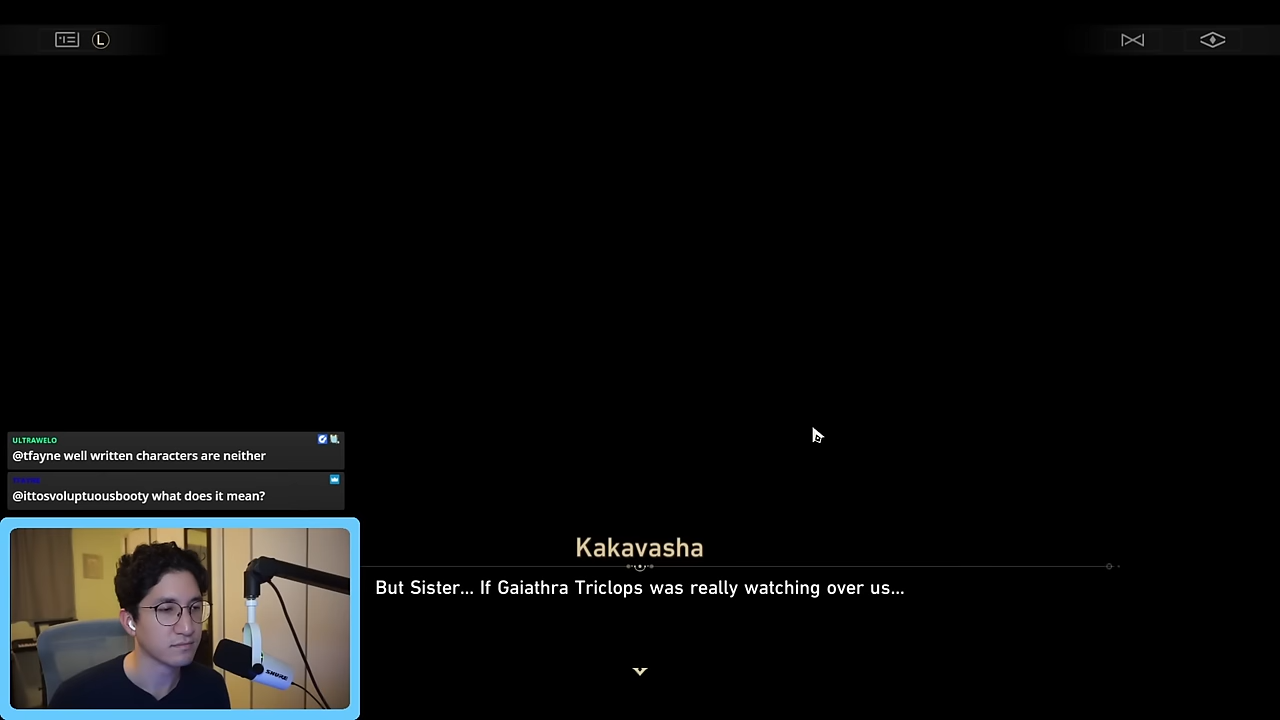 L
ULTRAWELO
@tfayne well written characters are neither
@ittosvoluptuousbooty what does it mean?
Kakavasha
But Sister... If Gaiathra Triclops was really watching over us...
SHURE